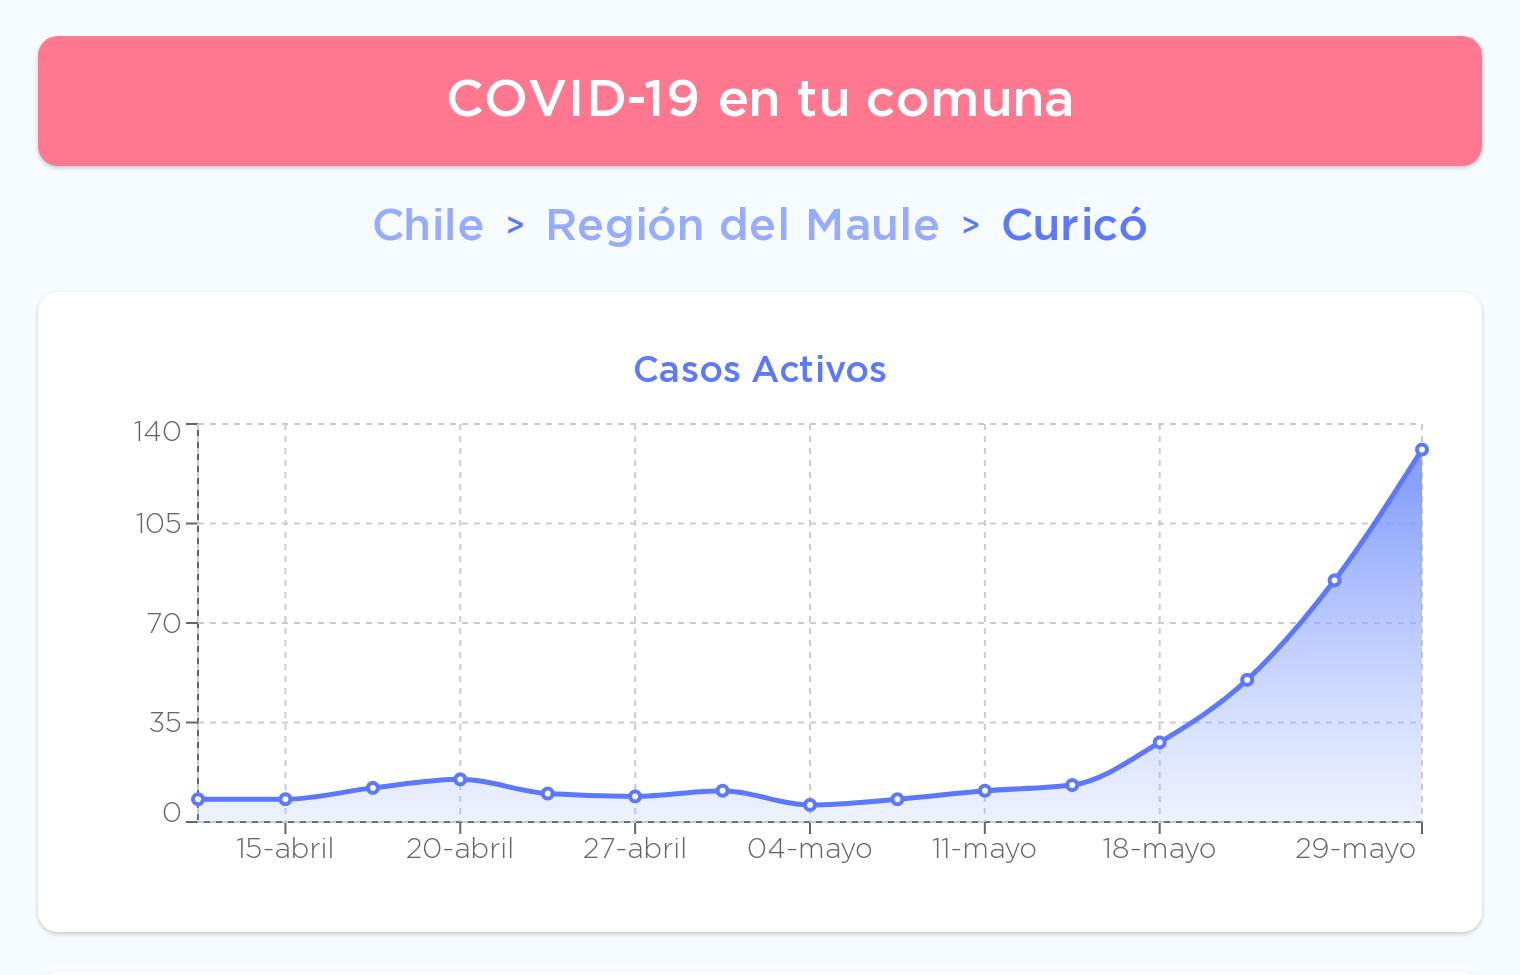 COVID-19 en tu comuna
Chile > Región del Maule > Curicó
Casos Activos
140
105
70
35
0
15-abril 20-abril 27-abril 04-mayo 11-mayo 18-mayo 29-mayo